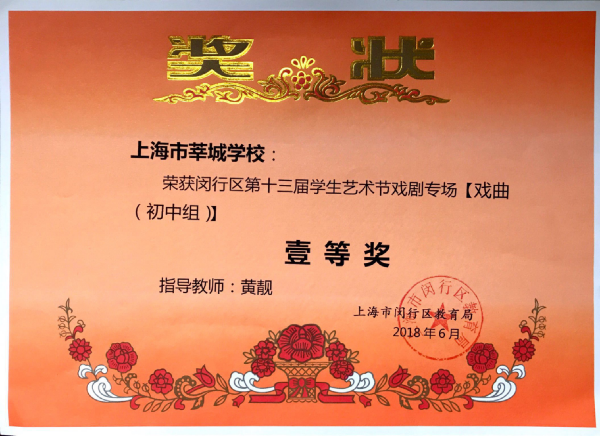 奖状
上海市莘城学校：
荣获闵行区第十三届学生艺术节戏剧专场【戏曲
（初中组）】
壹等奖
指导教师：黄靓
上海市闵行区教育局
2018年6月
上海市闵行区教育局